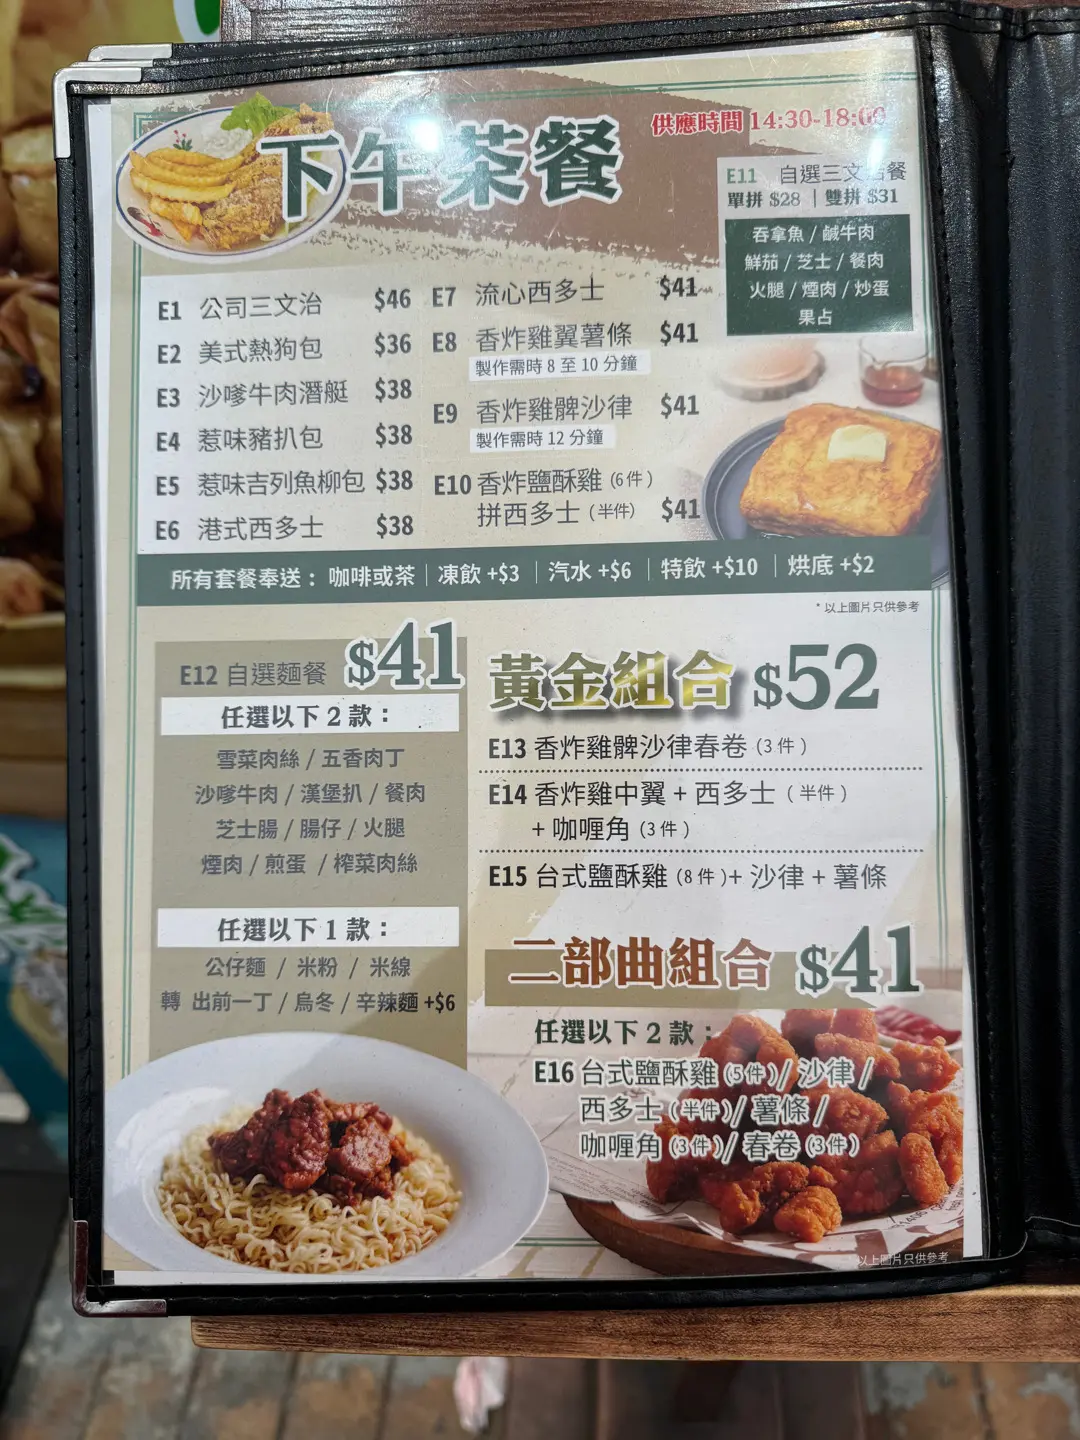 下午茶餐
供應時間 14:30-18:00
E11 自選三文治餐
單拼 $28 | 雙拼 $31
吞拿魚 / 鹹牛肉
鮮茄 / 芝士 / 餐肉
火腿 / 煙肉 / 炒蛋
果占
E1 公司三文治 $46
E2 美式熱狗包 $36
E3 沙嗲牛肉潛艇 $38
E4 惹味豬扒包 $38
E5 惹味吉列魚柳包 $38
E6 港式西多士 $38
E7 流心西多士 $41
E8 香炸雞翼薯條 $41
製作需時 8 至 10 分鐘
E9 香炸雞髀沙律 $41
製作需時 12 分鐘
E10 香炸鹽酥雞 (6 件)
拼西多士 (半件) $41
所有套餐奉送： 咖啡或茶 | 凍飲 +$3 | 汽水 +$6 | 特飲 +$10 | 烘底 +$2
* 以上圖片只供參考
E12 自選麵餐 $41
任選以下 2 款：
雪菜肉絲 / 五香肉丁
沙嗲牛肉 / 漢堡扒 / 餐肉
芝士腸 / 腸仔 / 火腿
煙肉 / 煎蛋 / 榨菜肉絲
任選以下 1 款：
公仔麵 / 米粉 / 米線
轉 出前一丁 / 烏冬 / 辛辣麵 +$6
黃金組合 $52
E13 香炸雞髀沙律春卷 (3 件)
E14 香炸雞中翼 + 西多士 (半件)
+ 咖喱角 (3 件)
E15 台式鹽酥雞 (8 件)+ 沙律 + 薯條
二部曲組合 $41
任選以下 2 款：
E16 台式鹽酥雞 (5件)/ 沙律 /
西多士 (半件)/ 薯條 /
咖喱角 (3件)/ 春卷 (3件)
以上圖片只供參考